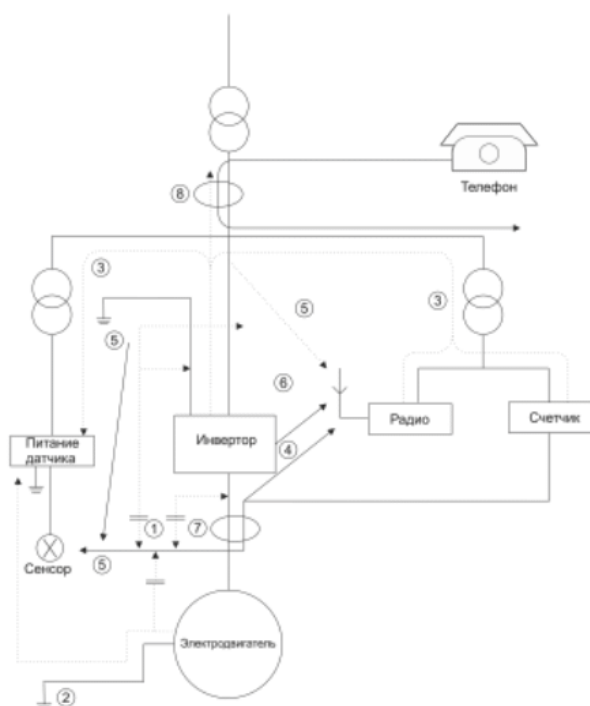 Телефон
⑧
③
③
⑤
⑤
⑥
Инвертор
Радио
Счетчик
Питание
датчика
④
①
⑦
⑤
Сенсор
Электродвигатель
②